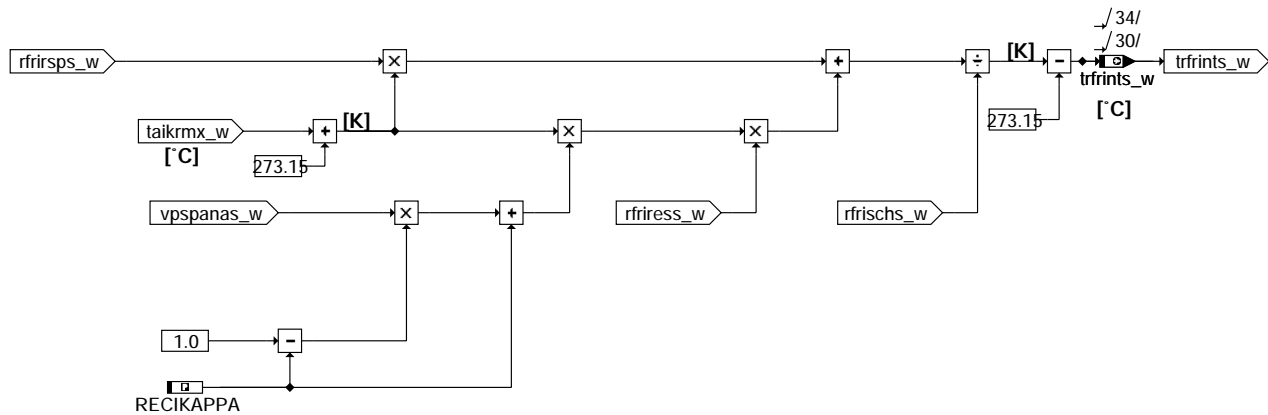 34/
30/
rfrirsps_w
[K]
trfrints_w
trfrints_w
taikrmx_w
[K]
273.15
[°C]
[°C]
273.15
vpspanas_w
rfriress_w
rfrischs_w
1.0
RECIKAPPA